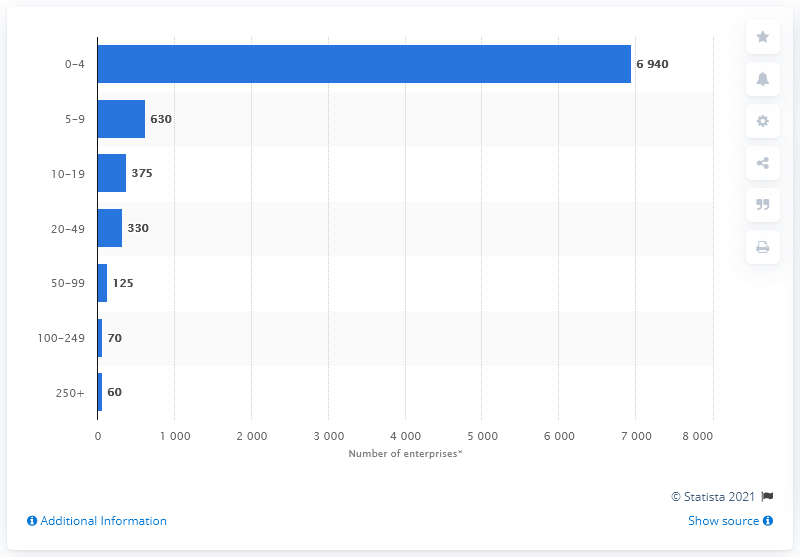 0–4 6 940
5–9 630
10–19 375
20–49 330
50–99 125
100–249 70
250+ 60
0 1 000 2 000 3 000 4 000 5 000 6 000 7 000 8 000
Number of enterprises*
© Statista 2021
Additional Information Show source